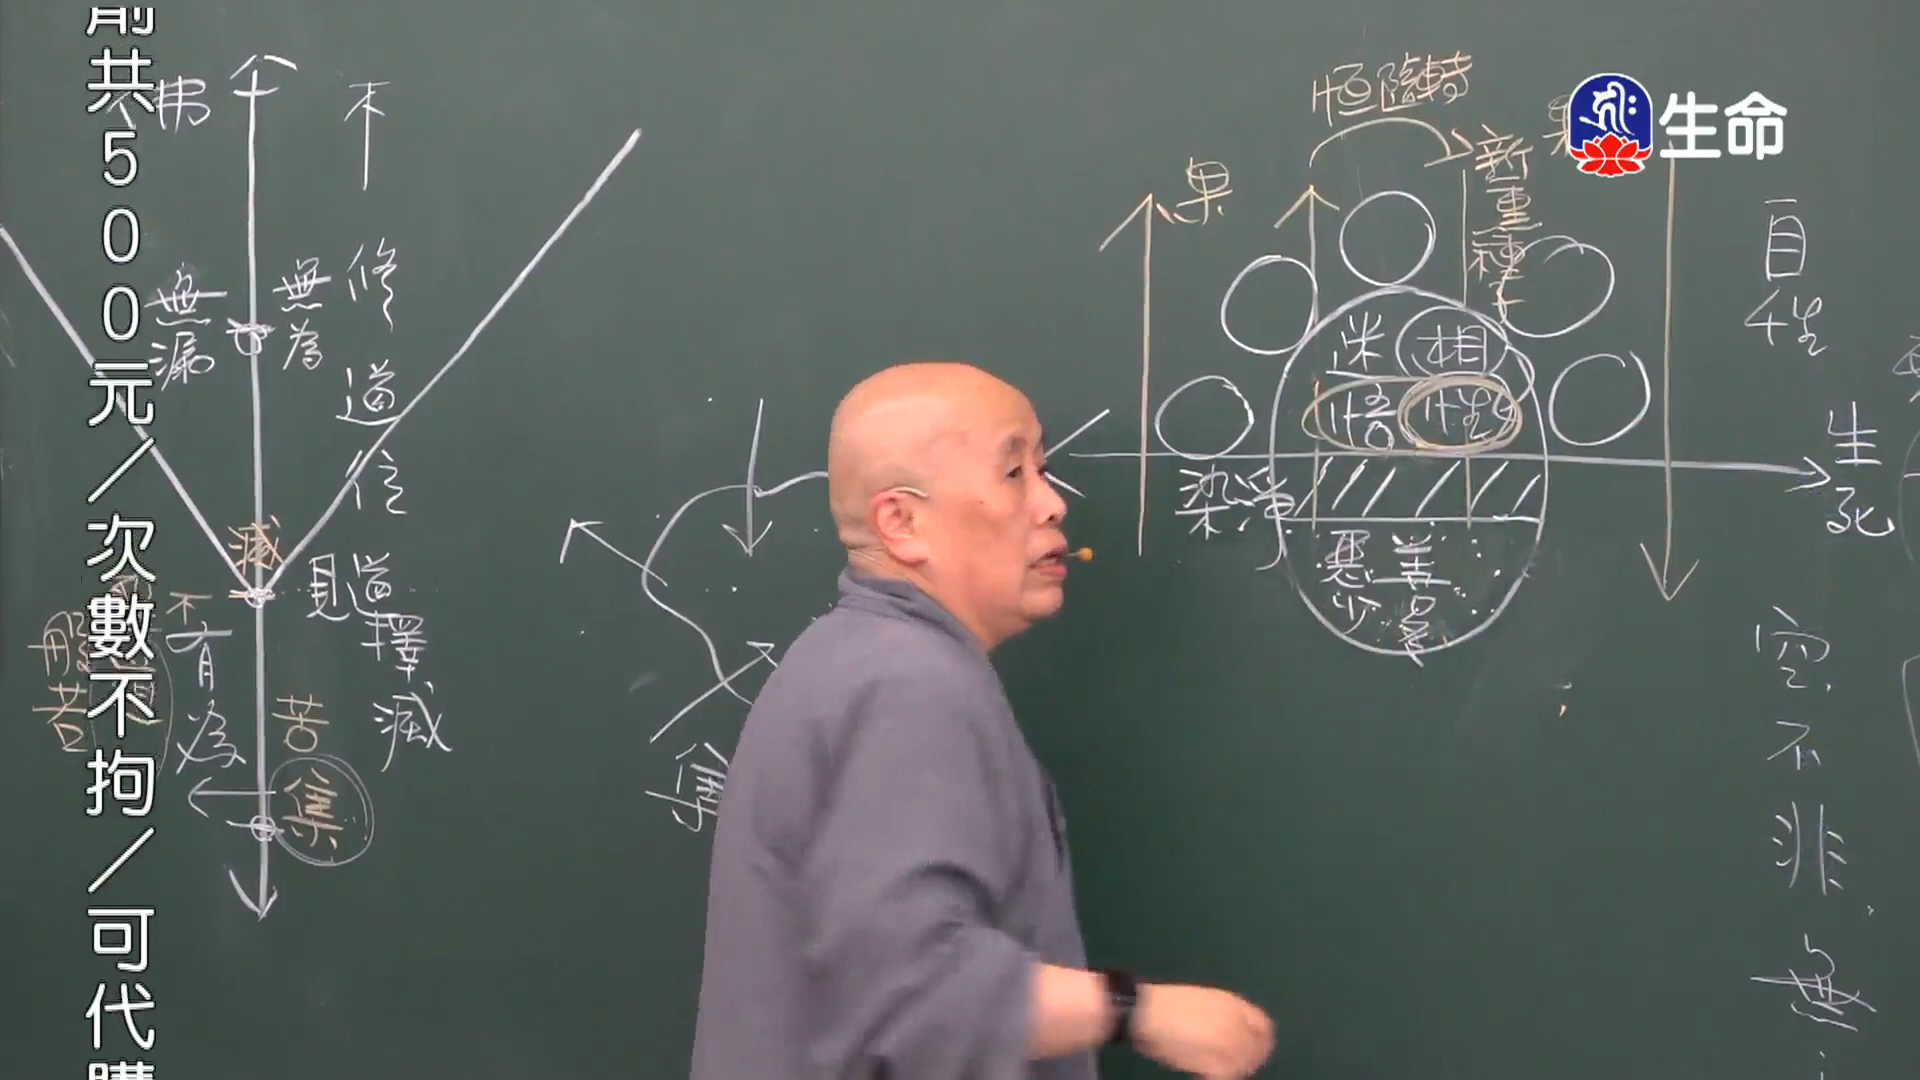 共500元/次數不拘/可代
生命
不
修
道
位
無漏
無為
滅
見道
擇
滅
不
有
為
苦
集
苦
集
果
恒隨轉
新熏種子
迷
相
悟
性
染淨
惡
少
善
多
自性
生死
空
不
非
無